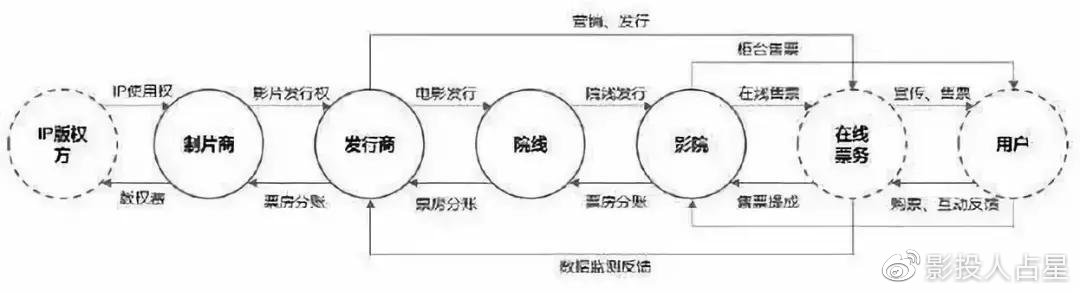 营销、发行
柜台售票
IP使用权
影片发行权
电影发行
院线发行
在线售票
宣传、售票
IP版权
方
制片商
发行商
院线
影院
在线
票务
用户
版权费
票房分账
票房分账
票房分账
售票提成
购票、互动反馈
数据监测反馈
影投人占星